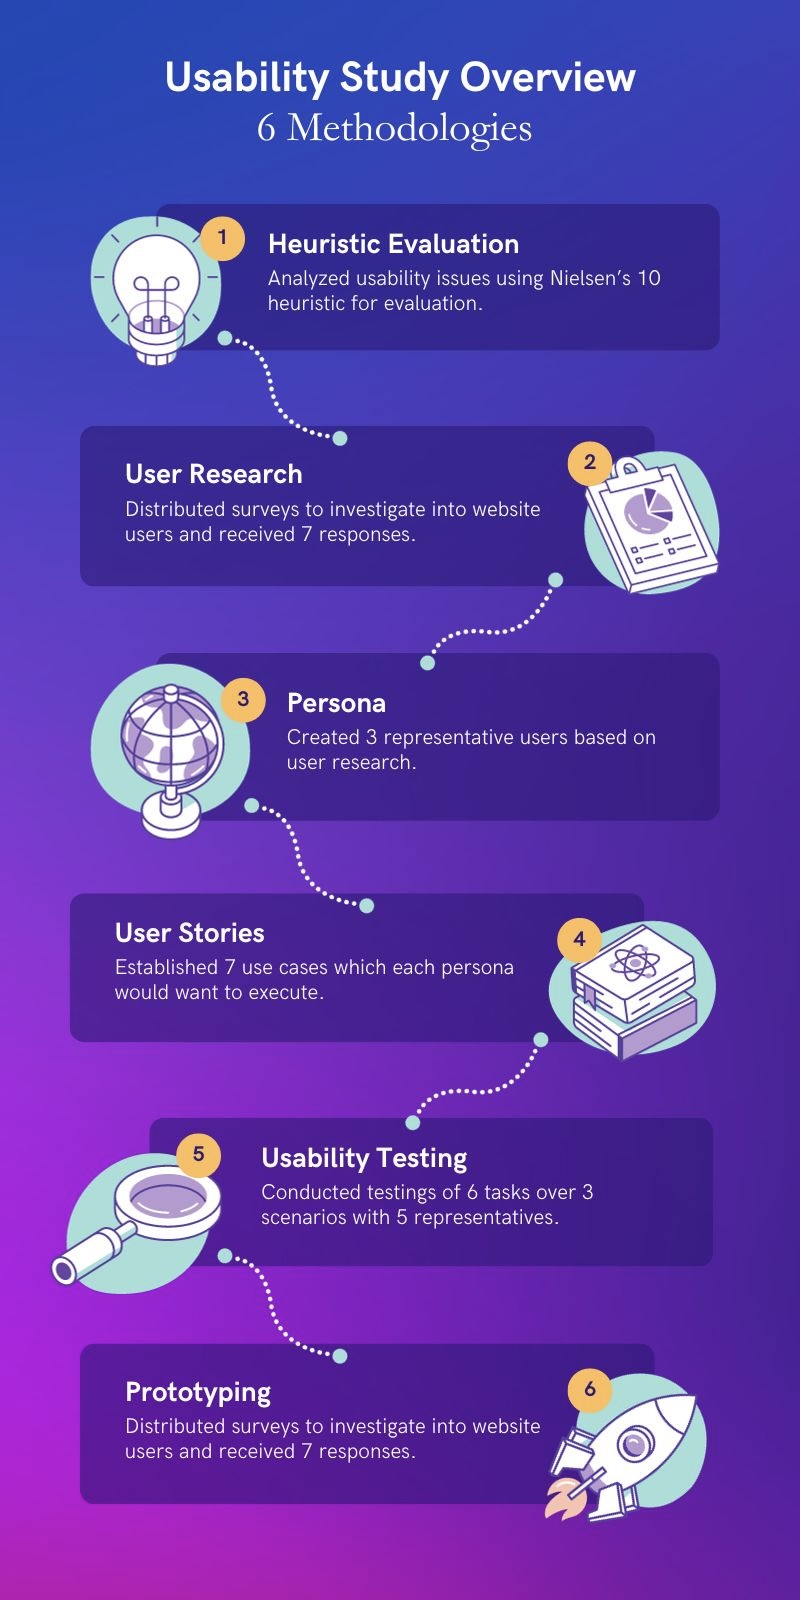 Usability Study Overview
6 Methodologies
1
Heuristic Evaluation
Analyzed usability issues using Nielsen’s 10
heuristic for evaluation.
2
User Research
Distributed surveys to investigate into website
users and received 7 responses.
3
Persona
Created 3 representative users based on
user research.
4
User Stories
Established 7 use cases which each persona
would want to execute.
5
Usability Testing
Conducted testings of 6 tasks over 3
scenarios with 5 representatives.
6
Prototyping
Distributed surveys to investigate into website
users and received 7 responses.